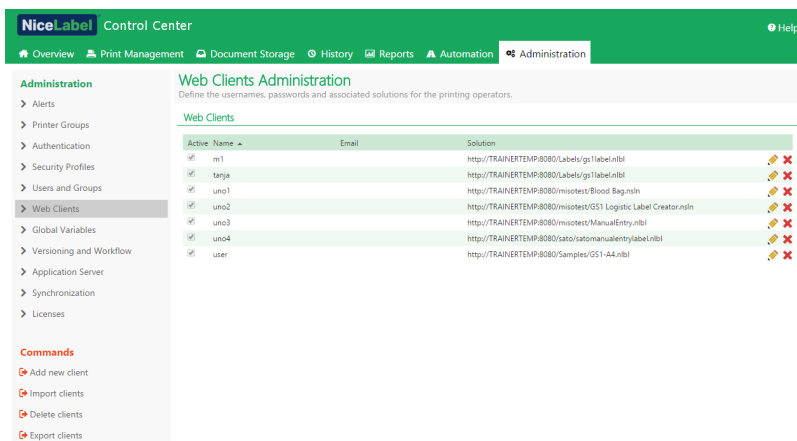 NiceLabel Control Center
Help
Overview Print Management Document Storage History Reports Automation Administration
Administration
Alerts
Printer Groups
Authentication
Security Profiles
Users and Groups
Web Clients
Global Variables
Versioning and Workflow
Application Server
Synchronization
Licenses
Commands
Add new client
Import clients
Delete clients
Export clients
Web Clients Administration
Define the usernames, passwords and associated solutions for the printing operators.
Web Clients
Active Name Email Solution
m1 http://TRAINERTEMP:8080/Labels/gs1label.nlbl
tanja http://TRAINERTEMP:8080/Labels/gs1label.nlbl
uno1 http://TRAINERTEMP:8080/misotest/Blood Bag.nsln
uno2 http://TRAINERTEMP:8080/misotest/GS1 Logistic Label Creator.nsln
uno3 http://TRAINERTEMP:8080/misotest/ManualEntry.nlbl
uno4 http://TRAINERTEMP:8080/sato/satomanualentrylabel.nlbl
user http://TRAINERTEMP:8080/Samples/GS1-A4.nlbl